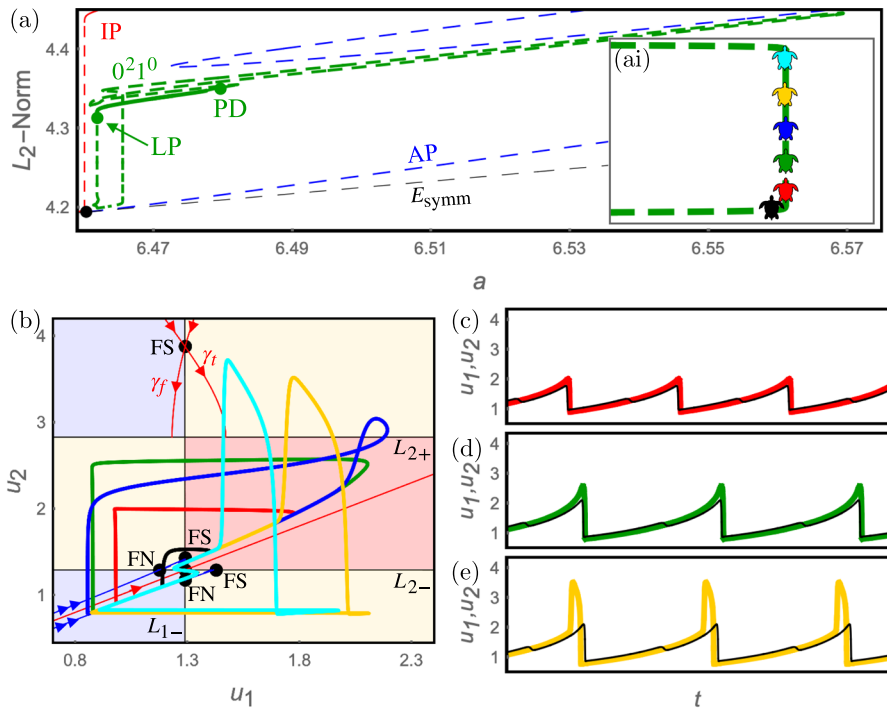 (a)
IP
4.4
4.3
4.2
L₂−Norm
0²1⁰
PD
LP
AP
E_symm
(ai)
6.47
6.49
6.51
6.53
6.55
6.57
a
(b)
4
3
2
1
u₂
FS
γ_f
γ_t
L₂₊
FS
FN
FS
FN
L₂₋
L₁₋
0.8
1.3
1.8
2.3
u₁
(c)
4
3
2
1
u₁,u₂
(d)
4
3
2
1
u₁,u₂
(e)
4
3
2
1
u₁,u₂
t